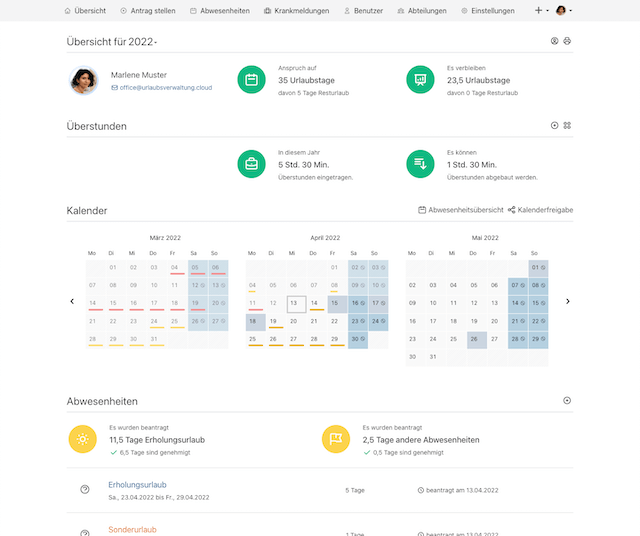 Übersicht Antrag stellen Abwesenheiten Krankmeldungen Benutzer Abteilungen Einstellungen
Übersicht für 2022
Marlene Muster
office@urlaubsverwaltung.cloud
Anspruch auf
35 Urlaubstage
davon 5 Tage Resturlaub
Es verbleiben
23,5 Urlaubstage
davon 0 Tage Resturlaub
Überstunden
In diesem Jahr
5 Std. 30 Min.
Überstunden eingetragen.
Es können
1 Std. 30 Min.
Überstunden abgebaut werden.
Kalender
Abwesenheitsübersicht Kalenderfreigabe
März 2022
Mo Di Mi Do Fr Sa So
01 02 03 04 05 06
07 08 09 10 11 12 13
14 15 16 17 18 19 20
21 22 23 24 25 26 27
28 29 30 31
April 2022
Mo Di Mi Do Fr Sa So
01 02 03
04 05 06 07 08 09 10
11 12 13 14 15 16 17
18 19 20 21 22 23 24
25 26 27 28 29 30
Mai 2022
Mo Di Mi Do Fr Sa So
01
02 03 04 05 06 07 08
09 10 11 12 13 14 15
16 17 18 19 20 21 22
23 24 25 26 27 28 29
30 31
Abwesenheiten
Es wurden beantragt
11,5 Tage Erholungsurlaub
6,5 Tage sind genehmigt
Es wurden beantragt
2,5 Tage andere Abwesenheiten
0,5 Tage sind genehmigt
Erholungsurlaub
Sa., 23.04.2022 bis Fr., 29.04.2022
5 Tage
beantragt am 13.04.2022
Sonderurlaub
1 Tage
beantragt am 13.04.2022